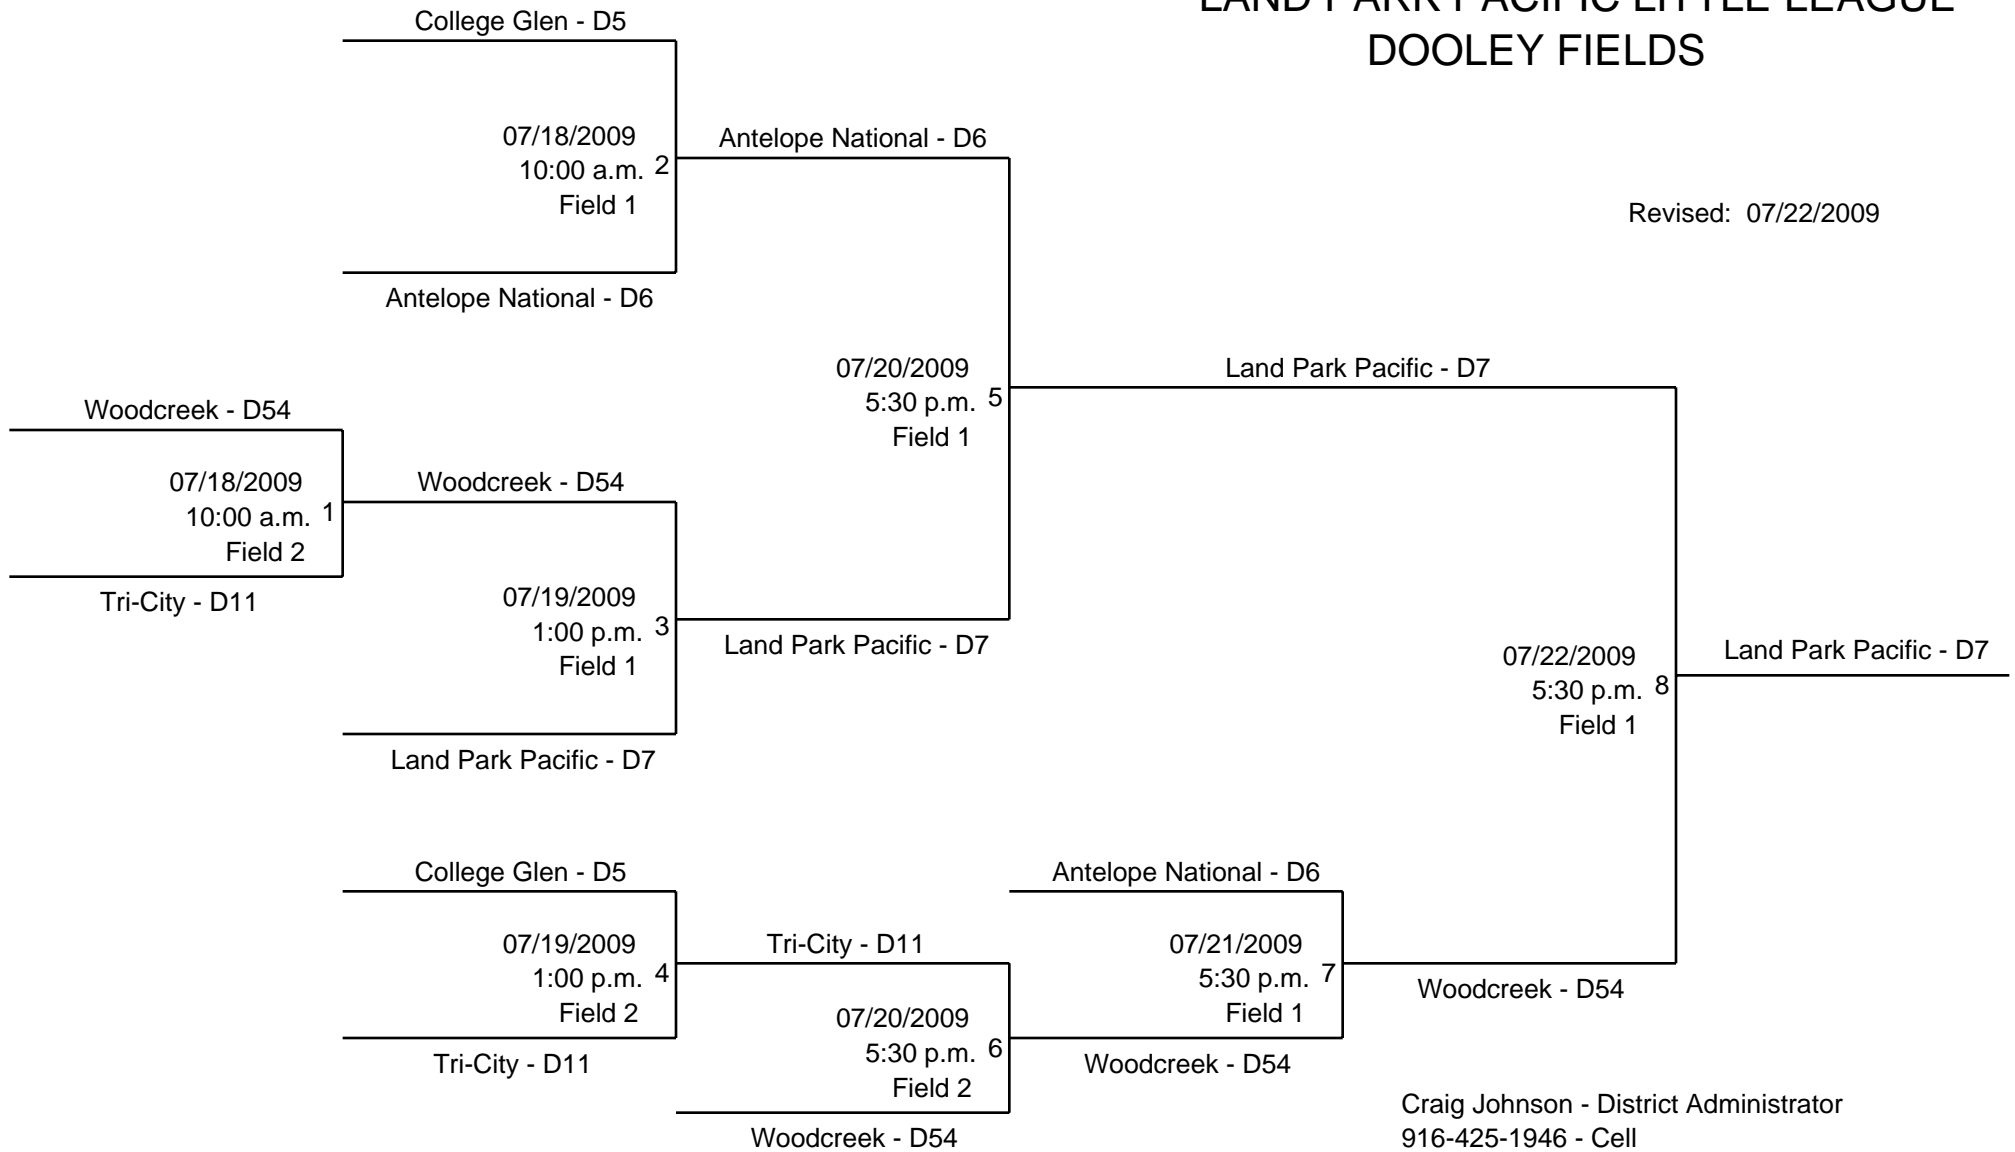 LAND PARK PACIFIC LITTLE LEAGUE
DOOLEY FIELDS
Revised: 07/22/2009
College Glen - D5
07/18/2009
10:00 a.m. 2
Field 1
Antelope National - D6
Antelope National - D6
Woodcreek - D54
07/18/2009
10:00 a.m. 1
Field 2
Tri-City - D11
Woodcreek - D54
07/19/2009
1:00 p.m. 3
Field 1
Land Park Pacific - D7
Land Park Pacific - D7
07/20/2009
5:30 p.m. 5
Field 1
Land Park Pacific - D7
College Glen - D5
07/19/2009
1:00 p.m. 4
Field 2
Tri-City - D11
Tri-City - D11
07/20/2009
5:30 p.m. 6
Field 2
Woodcreek - D54
Antelope National - D6
07/21/2009
5:30 p.m. 7
Field 1
Woodcreek - D54
Woodcreek - D54
07/22/2009
5:30 p.m. 8
Field 1
Land Park Pacific - D7
Craig Johnson - District Administrator
916-425-1946 - Cell